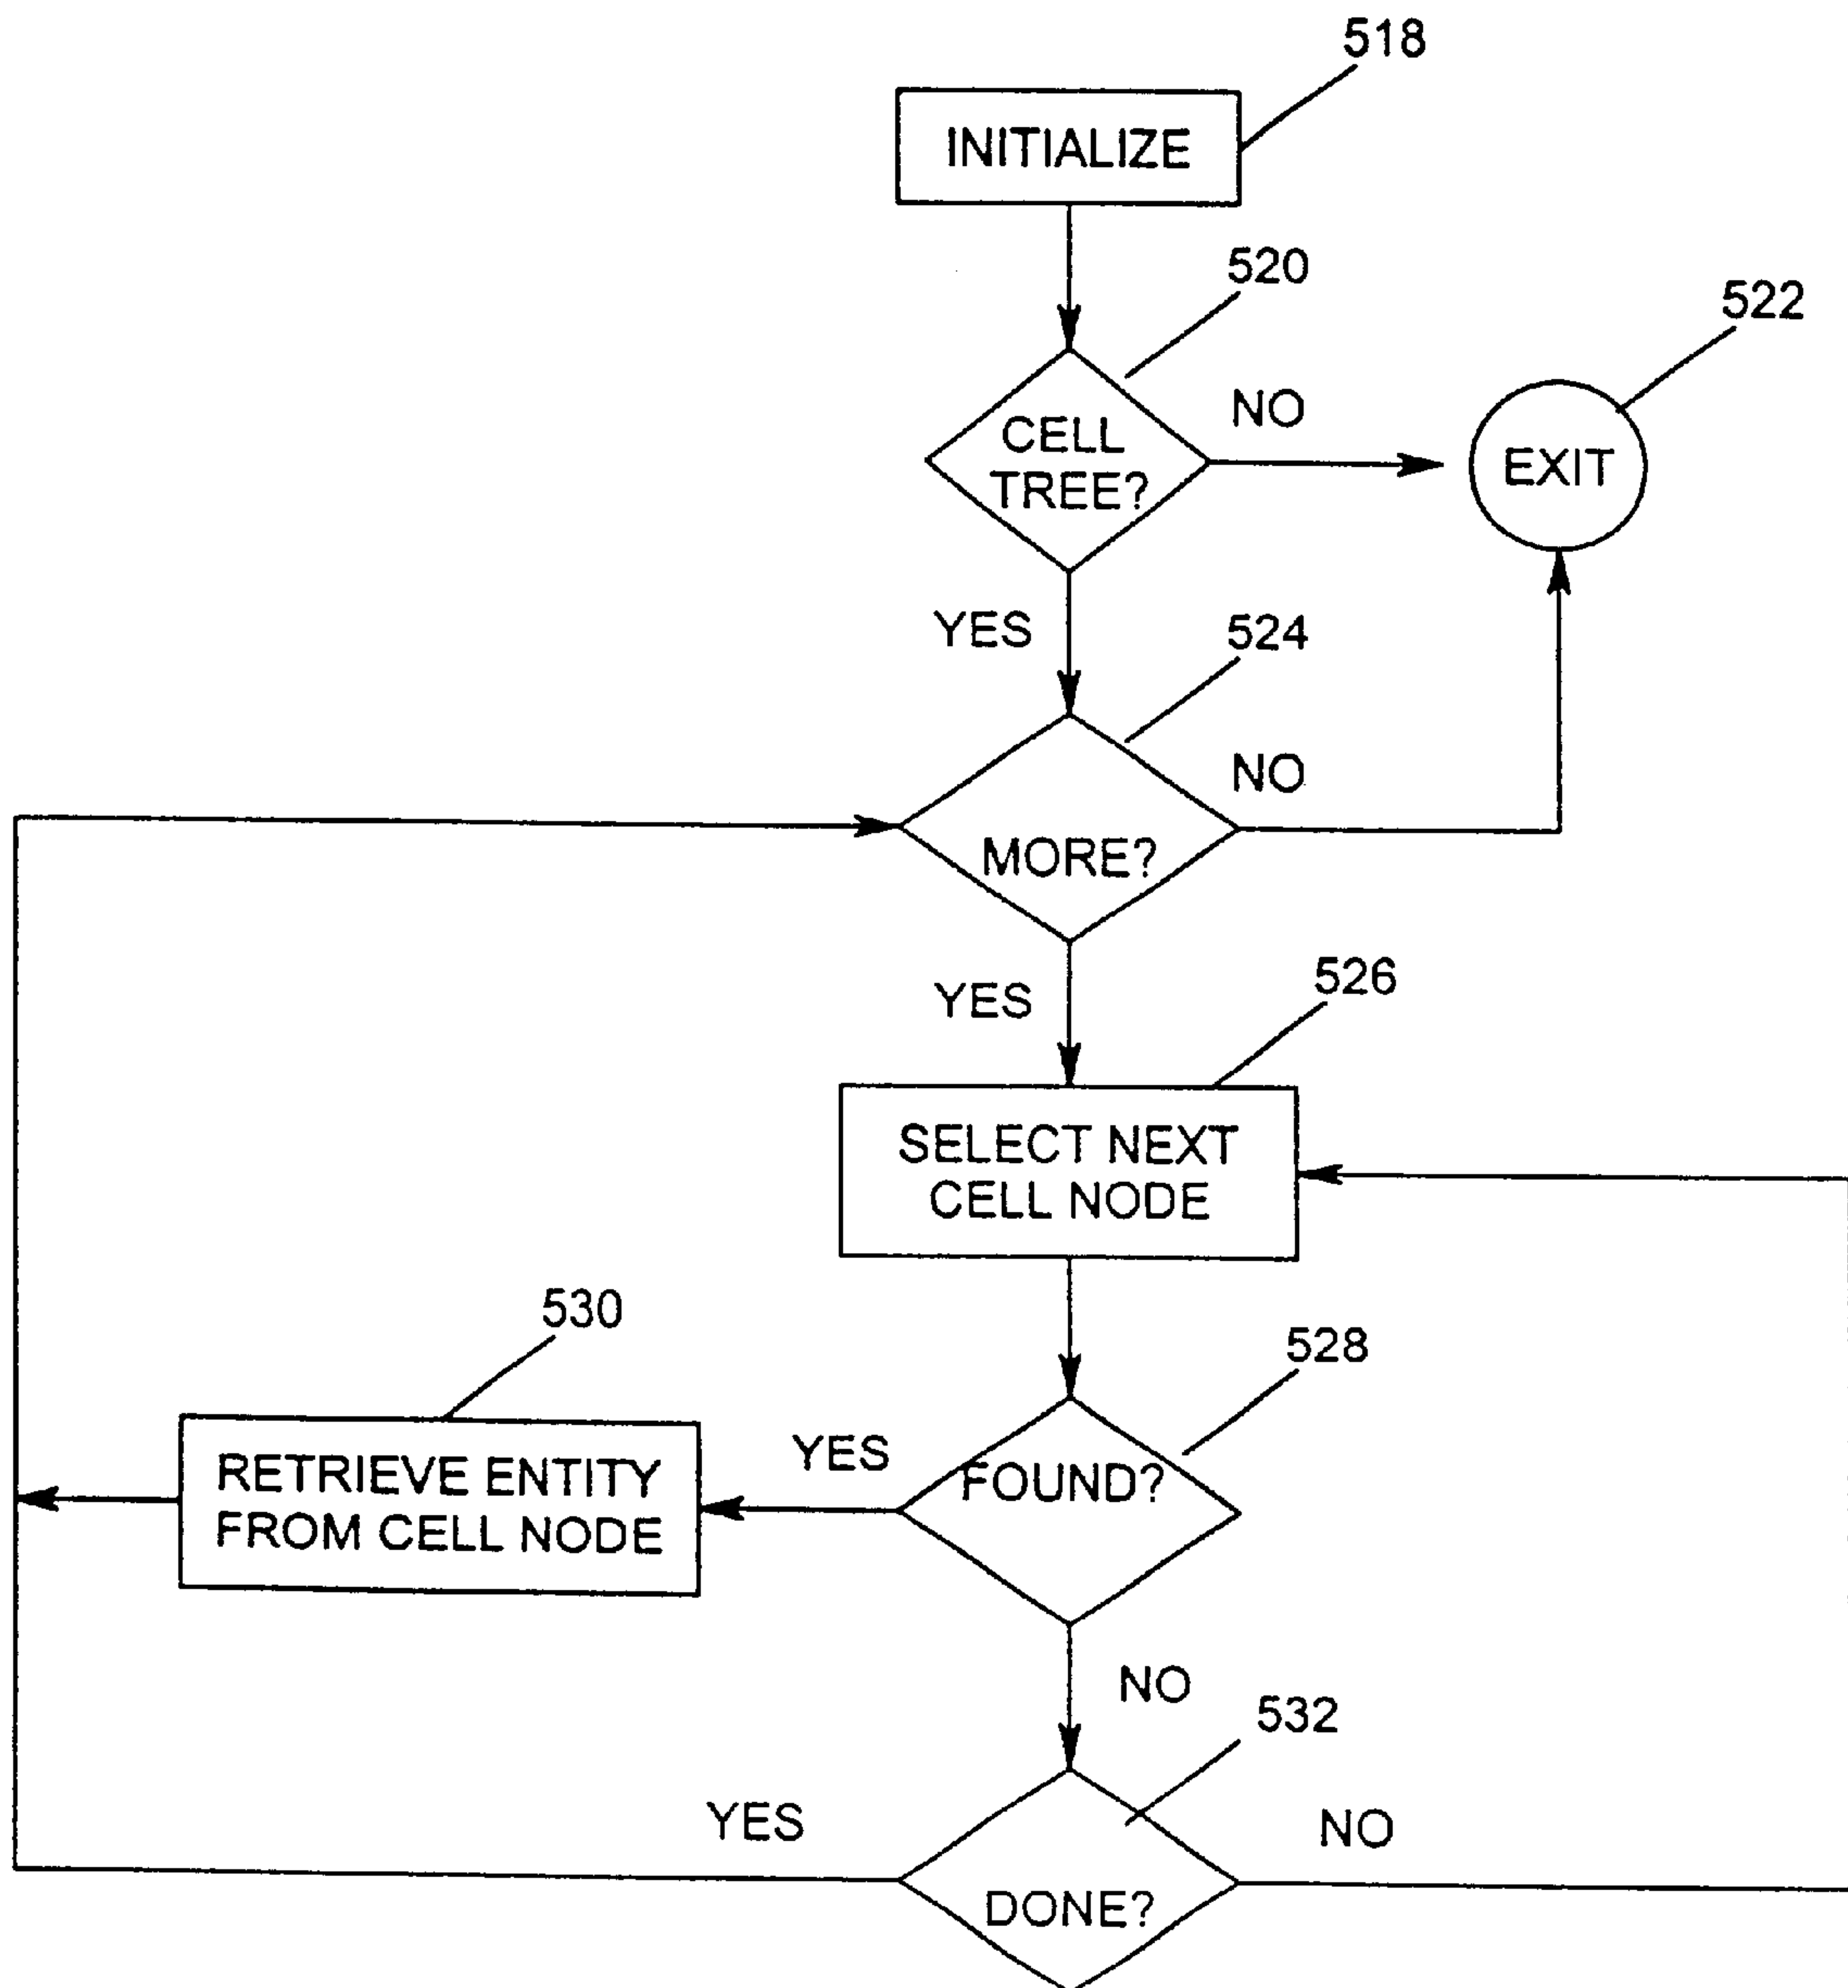 518
INITIALIZE
520
522
CELL
TREE?
NO
EXIT
YES
524
NO
MORE?
YES
526
SELECT NEXT
CELL NODE
530
528
RETRIEVE ENTITY
FROM CELL NODE
YES
FOUND?
NO
532
YES
NO
DONE?